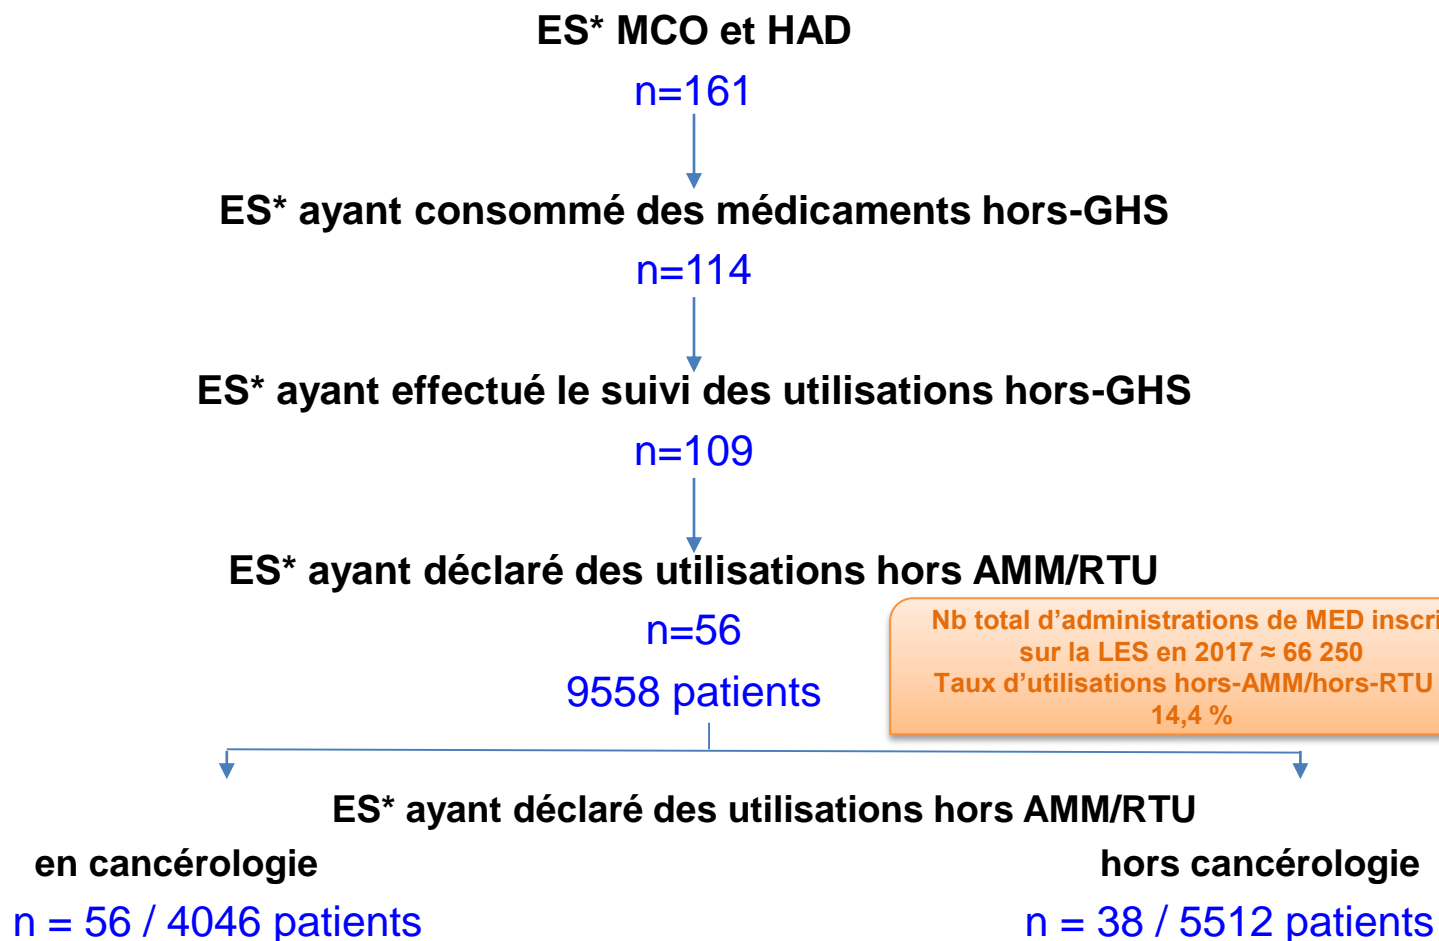 ES* MCO et HAD
n=161
ES* ayant consommé des médicaments hors-GHS
n=114
ES* ayant effectué le suivi des utilisations hors-GHS
n=109
ES* ayant déclaré des utilisations hors AMM/RTU
n=56
9558 patients
Nb total d’administrations de MED inscri
sur la LES en 2017 ≈ 66 250
Taux d’utilisations hors-AMM/hors-RTU
14,4 %
ES* ayant déclaré des utilisations hors AMM/RTU
en cancérologie
n = 56 / 4046 patients
hors cancérologie
n = 38 / 5512 patients